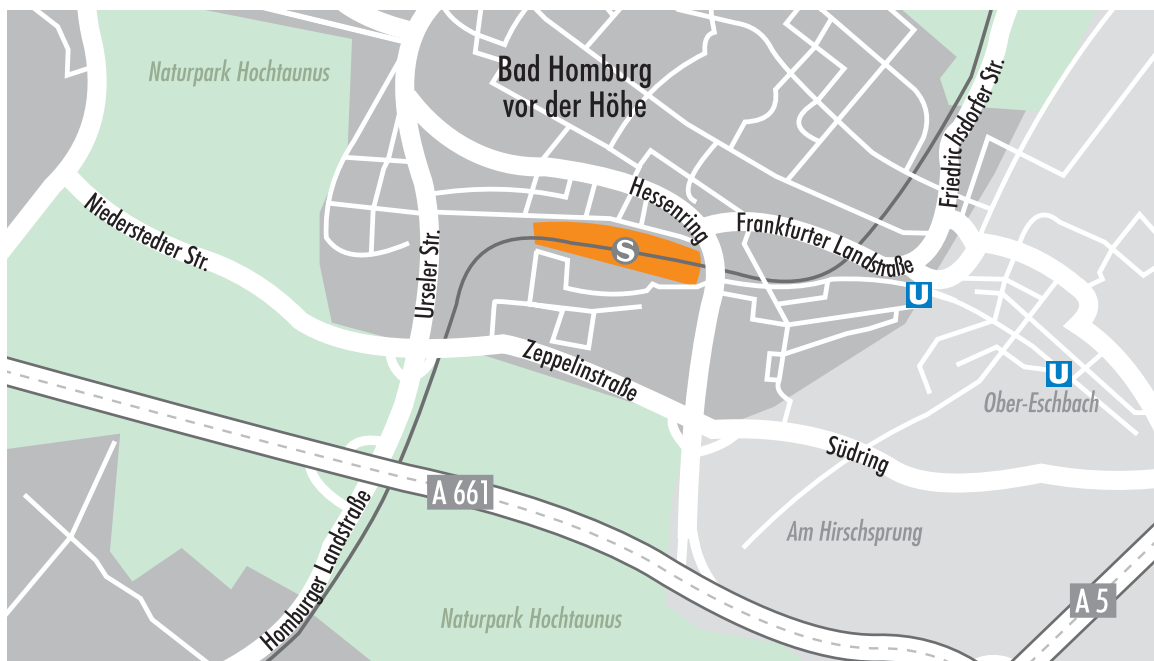 Naturpark Hochtaunus
Bad Homburg
vor der Höhe
Friedrichsdorfer Str.
Hessenring
Frankfurter Landstraße
Niederstedter Str.
Urseler Str.
S
U
Zeppelinstraße
U
Ober-Eschbach
Südring
A 661
Am Hirschsprung
Homburger Landstraße
A 5
Naturpark Hochtaunus